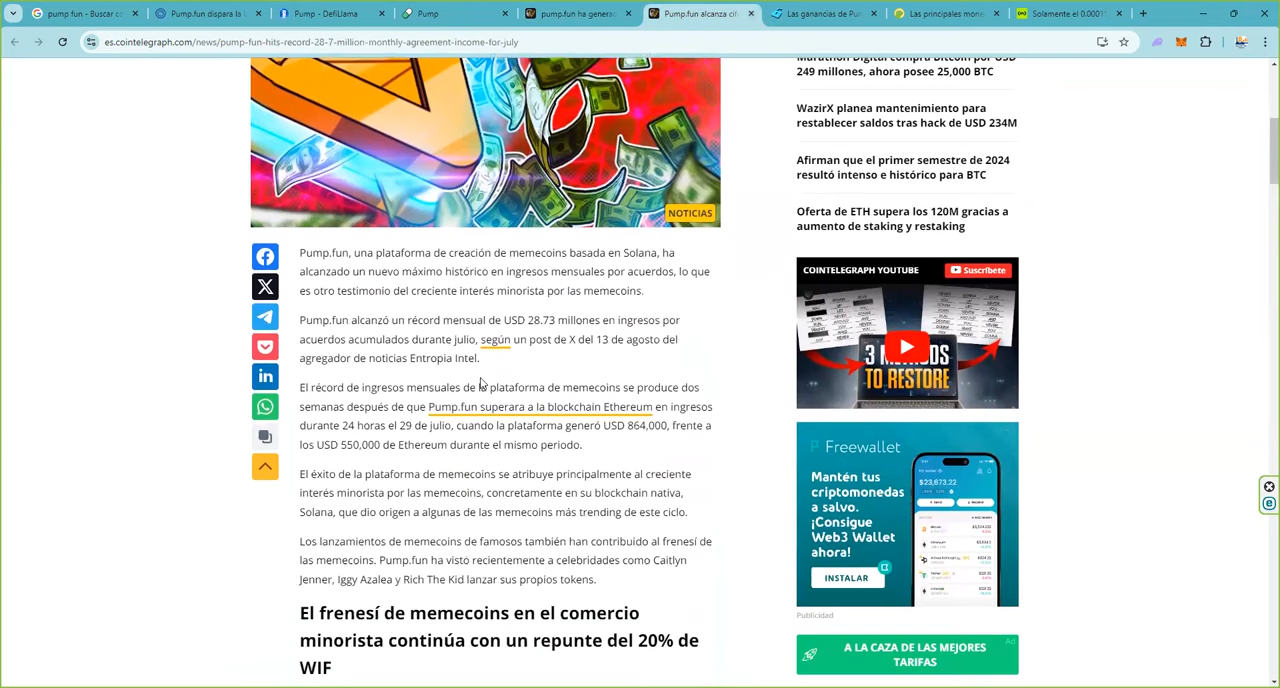 pump fun - Buscar co
Pump.fun dispara la
Pump - DefiLlama
Pump
pump.fun ha genera
Pump.fun alcanza cif
Las ganancias de Pum
Las principales mone
Solamente el 0.0001
es.cointelegraph.com/news/pump-fun-hits-record-28-7-million-monthly-agreement-income-for-july
NOTICIAS
Pump.fun, una plataforma de creación de memecoins basada en Solana, ha
alcanzado un nuevo máximo histórico en ingresos mensuales por acuerdos, lo que
es otro testimonio del creciente interés minorista por las memecoins.
Pump.fun alcanzó un récord mensual de USD 28.73 millones en ingresos por
acuerdos acumulados durante julio, según un post de X del 13 de agosto del
agregador de noticias Entropia Intel.
El récord de ingresos mensuales de la plataforma de memecoins se produce dos
semanas después de que Pump.fun superara a la blockchain Ethereum en ingresos
durante 24 horas el 29 de julio, cuando la plataforma generó USD 864,000, frente a
los USD 550,000 de Ethereum durante el mismo periodo.
El éxito de la plataforma de memecoins se atribuye principalmente al creciente
interés minorista por las memecoins, concretamente en su blockchain nativa,
Solana, que dio origen a algunas de las memecoins más trending de este ciclo.
Los lanzamientos de memecoins de famosos también han contribuido al frenesí de
las memecoins. Pump.fun ha visto recientemente a celebridades como Caitlyn
Jenner, Iggy Azalea y Rich The Kid lanzar sus propios tokens.
El frenesí de memecoins en el comercio
minorista continúa con un repunte del 20% de
WIF
Marathon Digital compra Bitcoin por USD
249 millones, ahora posee 25,000 BTC
WazirX planea mantenimiento para
restablecer saldos tras hack de USD 234M
Afirman que el primer semestre de 2024
resultó intenso e histórico para BTC
Oferta de ETH supera los 120M gracias a
aumento de staking y restaking
COINTELEGRAPH YOUTUBE
Suscríbete
3 METHODS
TO RESTORE
Freewallet
Mantén tus
criptomonedas
a salvo.
¡Consigue
Web3 Wallet
ahora!
INSTALAR
$23,673.22
Publicidad
Ad
A LA CAZA DE LAS MEJORES
TARIFAS